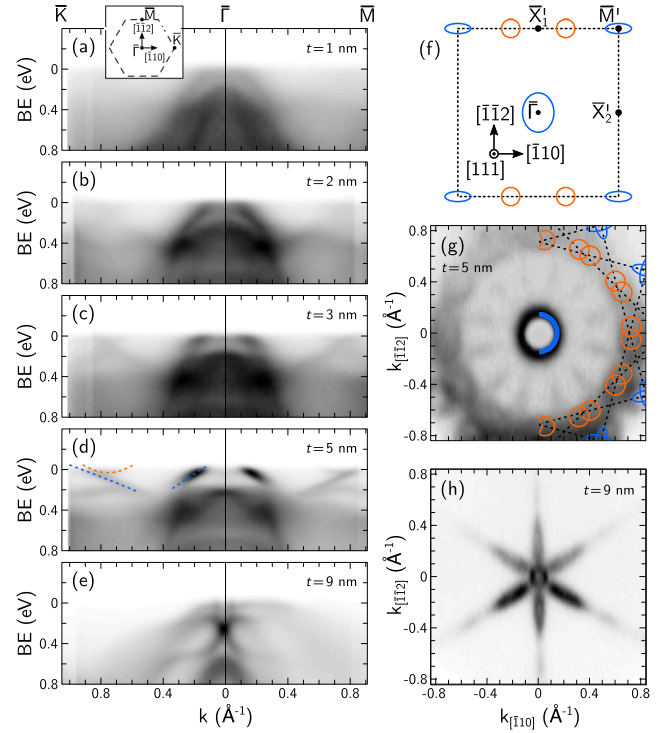 K̅ Γ̅ M̅
M̅
[1̅1̅2]
K̅
Γ̅ [1̅10]
(a) t = 1 nm
BE (eV)
0
0.4
0.8
(b) t = 2 nm
BE (eV)
0
0.4
0.8
(c) t = 3 nm
BE (eV)
0
0.4
0.8
(d) t = 5 nm
BE (eV)
0
0.4
0.8
(e) t = 9 nm
BE (eV)
0
0.4
0.8
0.8 0.4 0 0.4 0.8
k (Å⁻¹)
(f) X̅₁′ M̅′
Γ̅ X̅₂′
[1̅1̅2]
[1̅10]
[111̅]
(g)
t = 5 nm
k[1̅1̅2] (Å⁻¹)
0.8
0.4
0
-0.4
-0.8
(h) t = 9 nm
k[1̅1̅2] (Å⁻¹)
0.8
0.4
0
-0.4
-0.8
-0.8 -0.4 0 0.4 0.8
k[1̅10] (Å⁻¹)